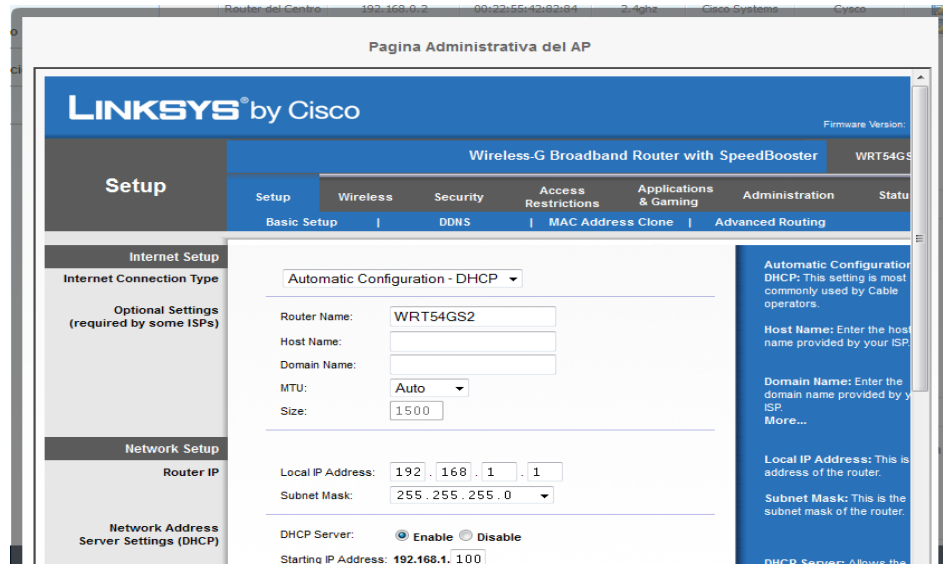 Router del Centro 192.168.0.2 00:22:55:42:82:84 2.4ghz Cisco Systems Cysco
Pagina Administrativa del AP
LINKSYS® by Cisco
Firmware Version:
Wireless-G Broadband Router with SpeedBooster WRT54GS
Setup
Setup Wireless Security Access Restrictions Applications & Gaming Administration Statu
Basic Setup | DDNS | MAC Address Clone | Advanced Routing
Internet Setup
Internet Connection Type
Automatic Configuration - DHCP
Optional Settings
(required by some ISPs)
Router Name: WRT54GS2
Host Name:
Domain Name:
MTU: Auto
Size: 1500
Network Setup
Router IP
Local IP Address: 192 . 168 . 1 . 1
Subnet Mask: 255.255.255.0
Network Address
Server Settings (DHCP)
DHCP Server: Enable Disable
Starting IP Address: 192.168.1. 100
Automatic Configuration
DHCP: This setting is most
commonly used by Cable
operators.
Host Name: Enter the host
name provided by your ISP.
Domain Name: Enter the
domain name provided by y
ISP.
More...
Local IP Address: This is
address of the router.
Subnet Mask: This is the
subnet mask of the router.
DHCP Server: Allows the